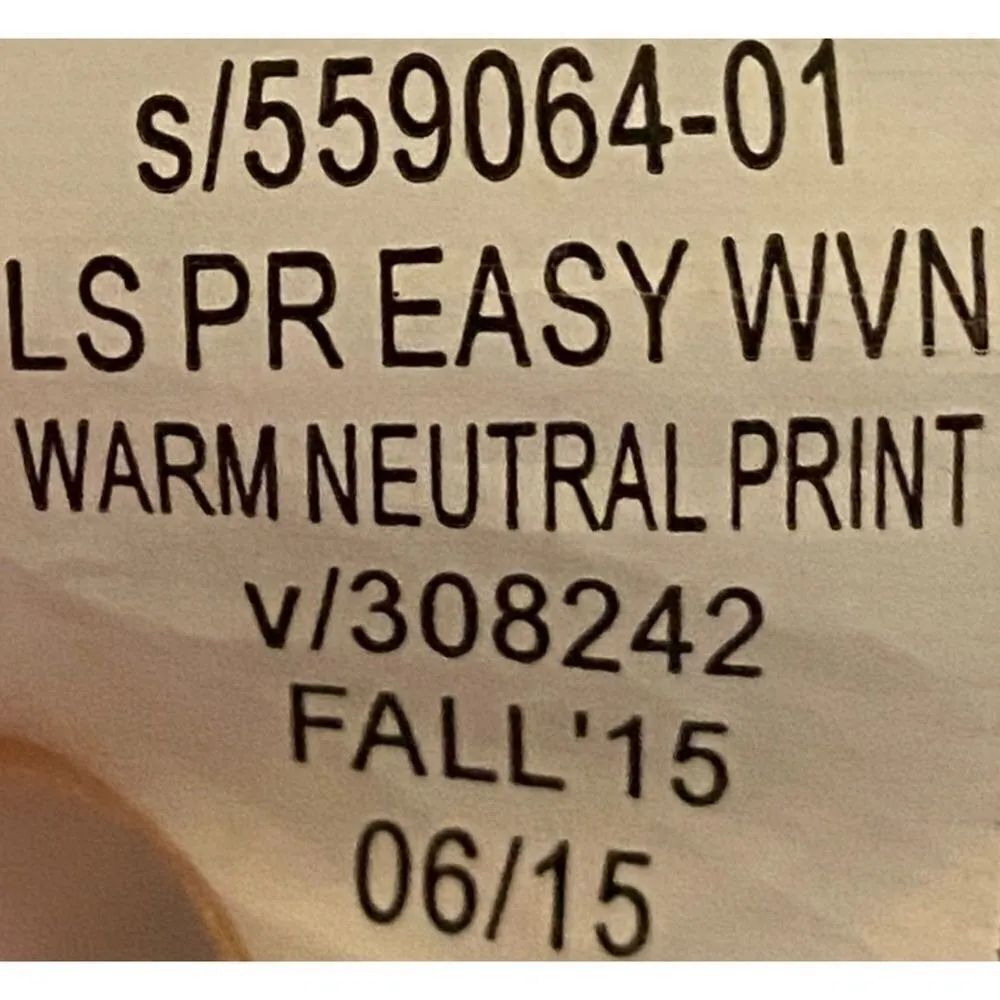 s/559064-01
LS PR EASY WVN
WARM NEUTRAL PRINT
v/308242
FALL'15
06/15